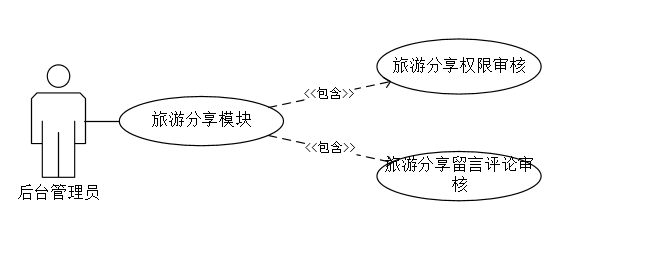 旅游分享权限审核
<<包含>>
旅游分享模块
<<包含>>
旅游分享留言评论审
核
后台管理员